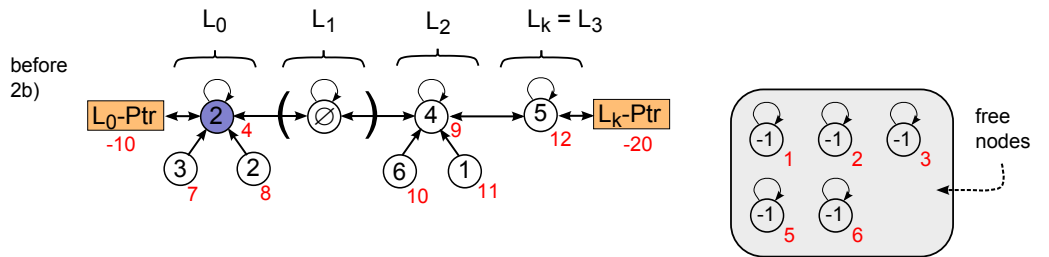 L0 L1 L2 Lk = L3
before
2b)
L0-Ptr 2 ( ∅ ) 4 5 Lk-Ptr
-10 4 9 12 -20
3 2 6 1
7 8 10 11
-1 -1 -1
1 2 3
-1 -1
5 6
free
nodes